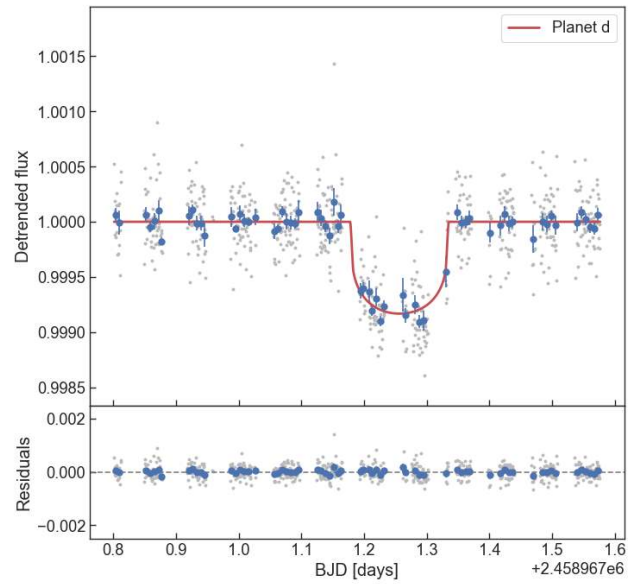 Planet d
Detrended flux
1.0015
1.0010
1.0005
1.0000
0.9995
0.9990
0.9985
Residuals
0.002
0.000
−0.002
0.8 0.9 1.0 1.1 1.2 1.3 1.4 1.5 1.6
BJD [days]
+2.458967e6